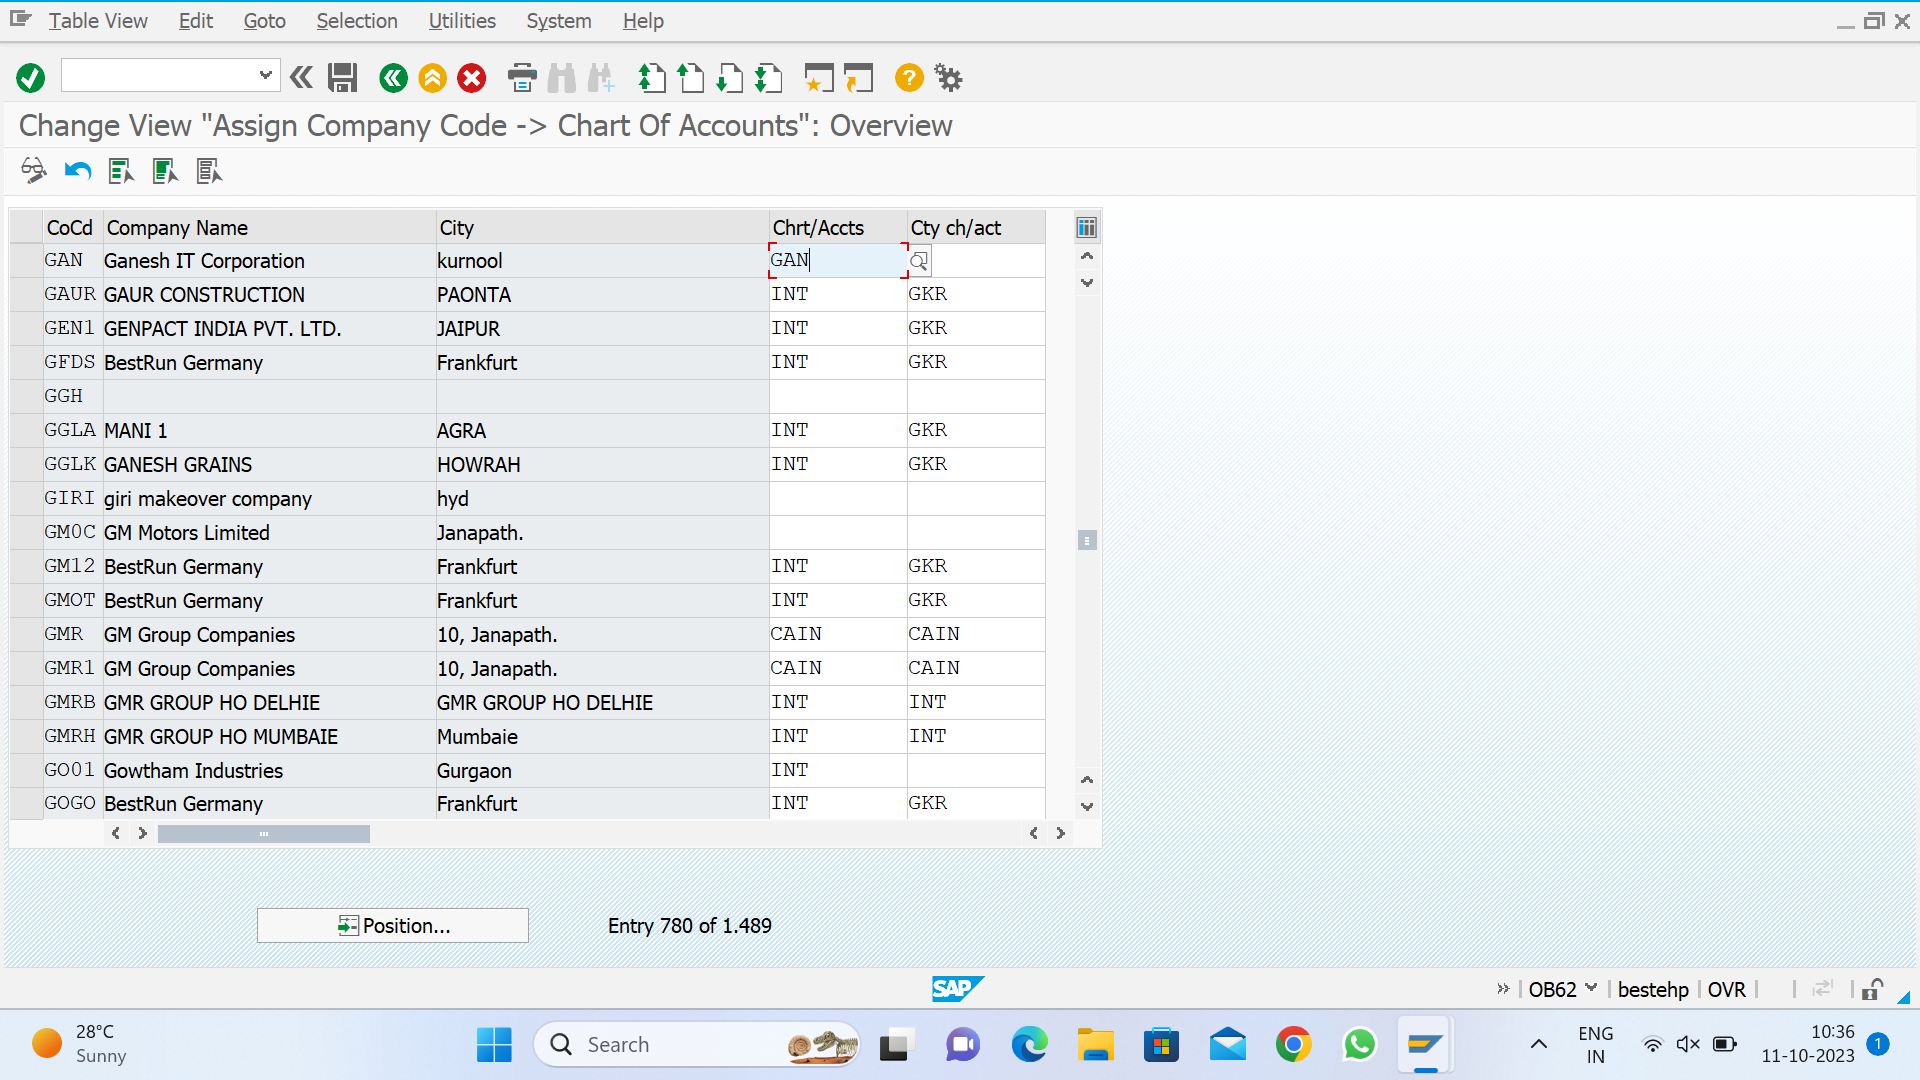 Table View Edit Goto Selection Utilities System Help
Change View "Assign Company Code -> Chart Of Accounts": Overview
CoCd Company Name City Chrt/Accts Cty ch/act
GAN Ganesh IT Corporation kurnool GAN
GAUR GAUR CONSTRUCTION PAONTA INT GKR
GEN1 GENPACT INDIA PVT. LTD. JAIPUR INT GKR
GFDS BestRun Germany Frankfurt INT GKR
GGH
GGLA MANI 1 AGRA INT GKR
GGLK GANESH GRAINS HOWRAH INT GKR
GIRI giri makeover company hyd
GM0C GM Motors Limited Janapath.
GM12 BestRun Germany Frankfurt INT GKR
GMOT BestRun Germany Frankfurt INT GKR
GMR GM Group Companies 10, Janapath. CAIN CAIN
GMR1 GM Group Companies 10, Janapath. CAIN CAIN
GMRB GMR GROUP HO DELHIE GMR GROUP HO DELHIE INT INT
GMRH GMR GROUP HO MUMBAIE Mumbaie INT INT
GO01 Gowtham Industries Gurgaon INT
GOGO BestRun Germany Frankfurt INT GKR
Position... Entry 780 of 1.489
SAP OB62 bestehp OVR
28°C
Sunny
Search
ENG
IN
10:36
11-10-2023
1